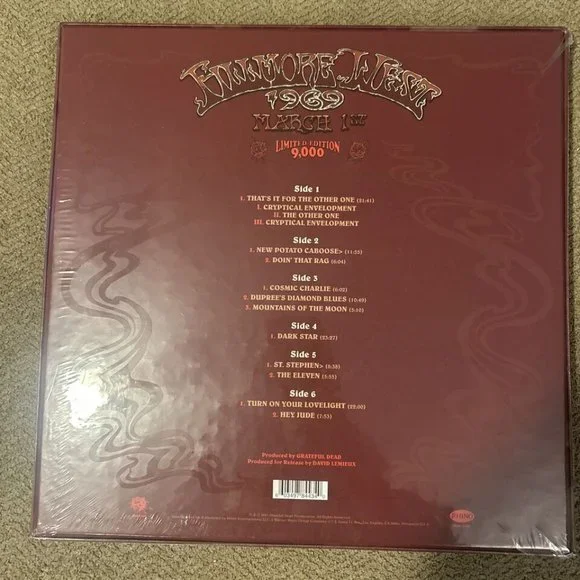 FILLMORE WEST
1969
MARCH 1ST
LIMITED EDITION
9,000
Side 1
1. THAT'S IT FOR THE OTHER ONE (21:41)
I. CRYPTICAL ENVELOPMENT
II. THE OTHER ONE
III. CRYPTICAL ENVELOPMENT
Side 2
1. NEW POTATO CABOOSE> (11:55)
2. DOIN' THAT RAG (6:04)
Side 3
1. COSMIC CHARLIE (6:02)
2. DUPREE'S DIAMOND BLUES (10:49)
3. MOUNTAINS OF THE MOON (5:10)
Side 4
1. DARK STAR (23:27)
Side 5
1. ST. STEPHEN> (8:38)
2. THE ELEVEN (5:55)
Side 6
1. TURN ON YOUR LOVELIGHT (22:00)
2. HEY JUDE (7:53)
Produced by GRATEFUL DEAD
Produced for Release by DAVID LEMIEUX
6 03497 84434 0
RHINO